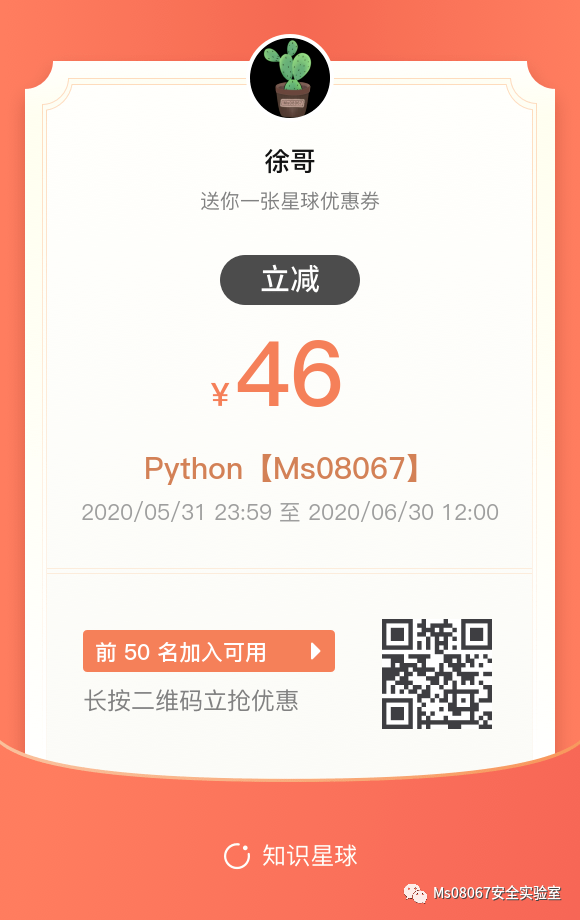 徐哥
送你一张星球优惠券
立减
¥46
Python【Ms08067】
2020/05/31 23:59 至 2020/06/30 12:00
前 50 名加入可用
长按二维码立抢优惠
知识星球
Ms08067安全实验室